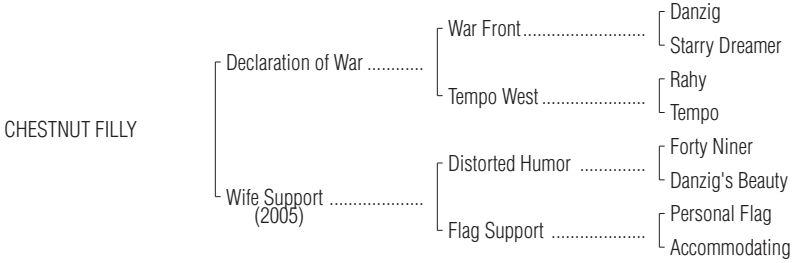 Danzig
War Front........................
Starry Dreamer
Declaration of War ............
Rahy
Tempo West .....................
Tempo
CHESTNUT FILLY
Forty Niner
Distorted Humor .............
Danzig's Beauty
Wife Support ...................
(2005)
Personal Flag
Flag Support ...................
Accommodating